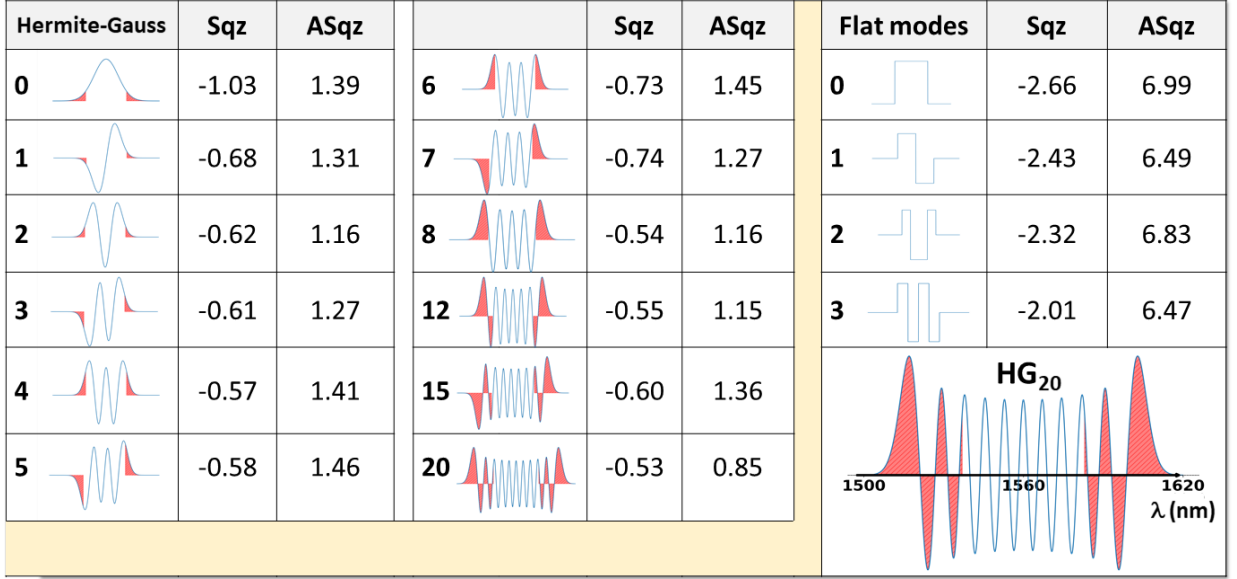 Hermite-Gauss Sqz ASqz
0 -1.03 1.39
1 -0.68 1.31
2 -0.62 1.16
3 -0.61 1.27
4 -0.57 1.41
5 -0.58 1.46
Sqz ASqz
6 -0.73 1.45
7 -0.74 1.27
8 -0.54 1.16
12 -0.55 1.15
15 -0.60 1.36
20 -0.53 0.85
Flat modes Sqz ASqz
0 -2.66 6.99
1 -2.43 6.49
2 -2.32 6.83
3 -2.01 6.47
HG₂₀
1500 1560 1620
λ (nm)